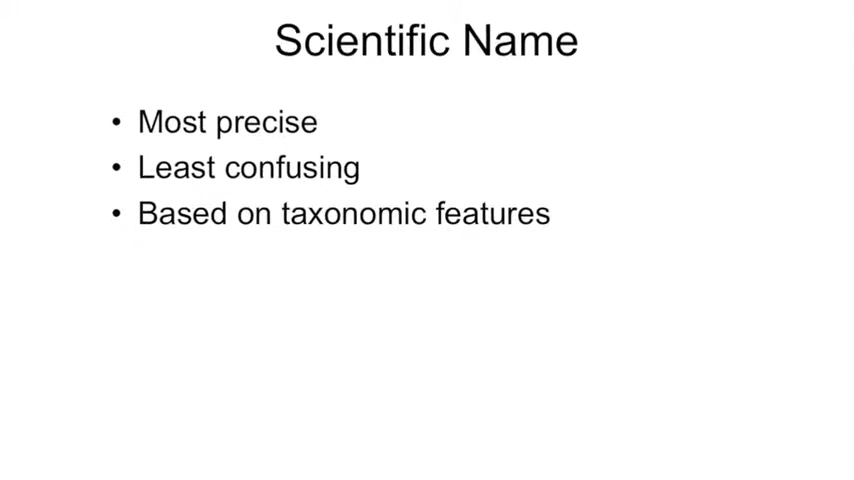 Scientific Name
• Most precise
• Least confusing
• Based on taxonomic features